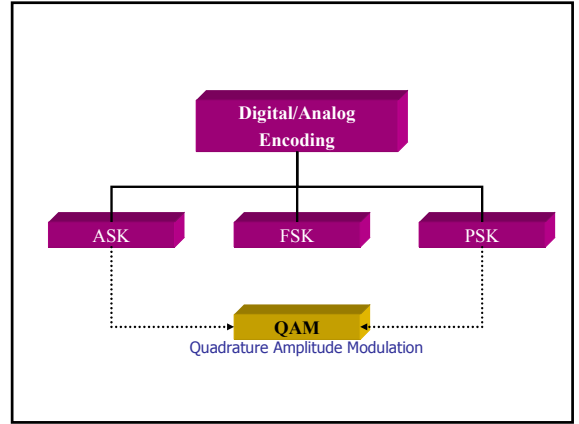 Digital/Analog
Encoding
ASK
FSK
PSK
QAM
Quadrature Amplitude Modulation